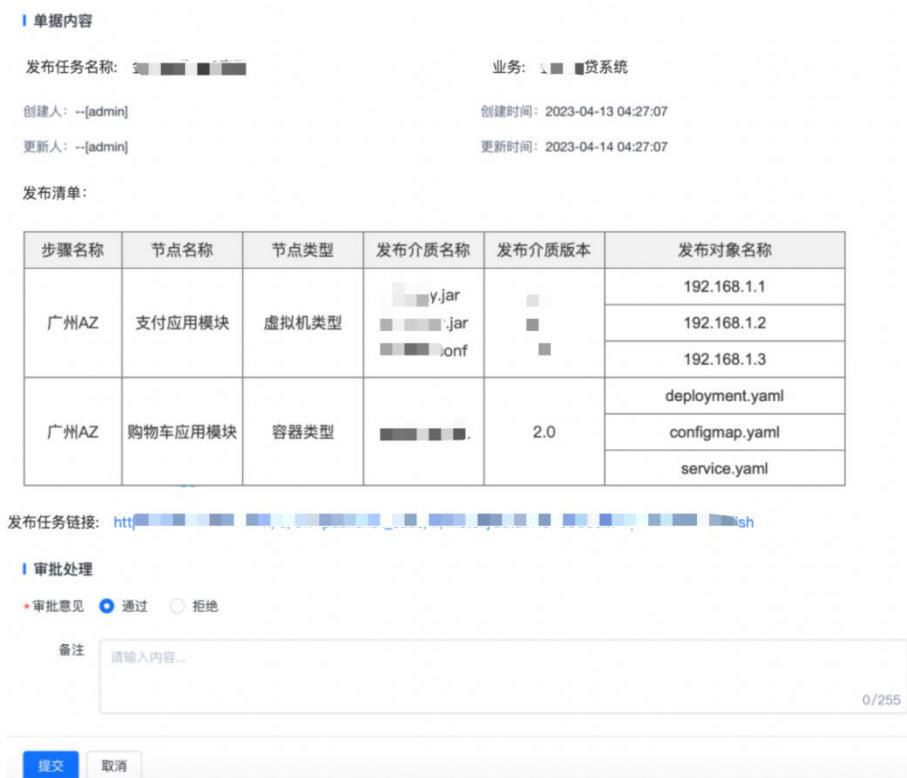 单据内容
发布任务名称:
业务: 贷系统
创建人: --[admin]
创建时间: 2023-04-13 04:27:07
更新人: --[admin]
更新时间: 2023-04-14 04:27:07
发布清单:
步骤名称 节点名称 节点类型 发布介质名称 发布介质版本 发布对象名称
广州AZ 支付应用模块 虚拟机类型
y.jar
.jar
conf
192.168.1.1
192.168.1.2
192.168.1.3
广州AZ 购物车应用模块 容器类型 2.0
deployment.yaml
configmap.yaml
service.yaml
发布任务链接: htt ish
审批处理
*审批意见 通过 拒绝
备注 请输入内容...
0/255
提交 取消